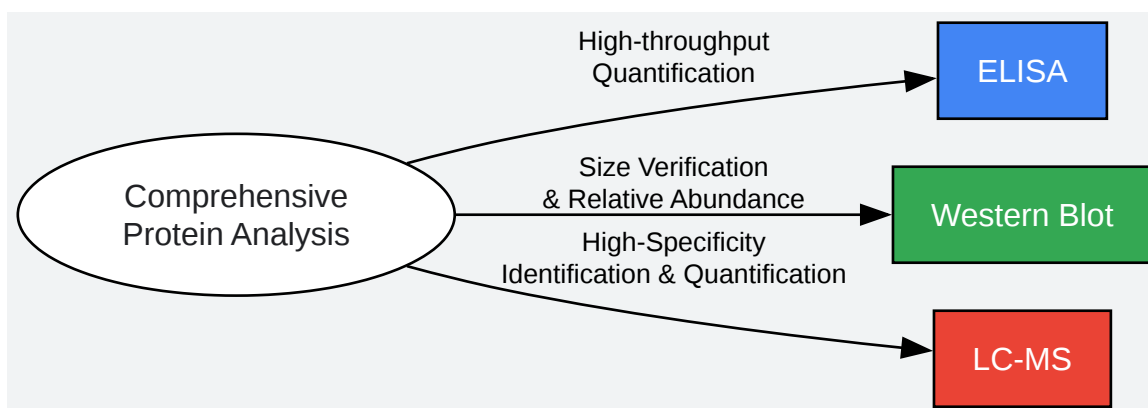 High-throughput
Quantification
ELISA
Comprehensive
Protein Analysis
Size Verification
& Relative Abundance
Western Blot
High-Specificity
Identification & Quantification
LC-MS